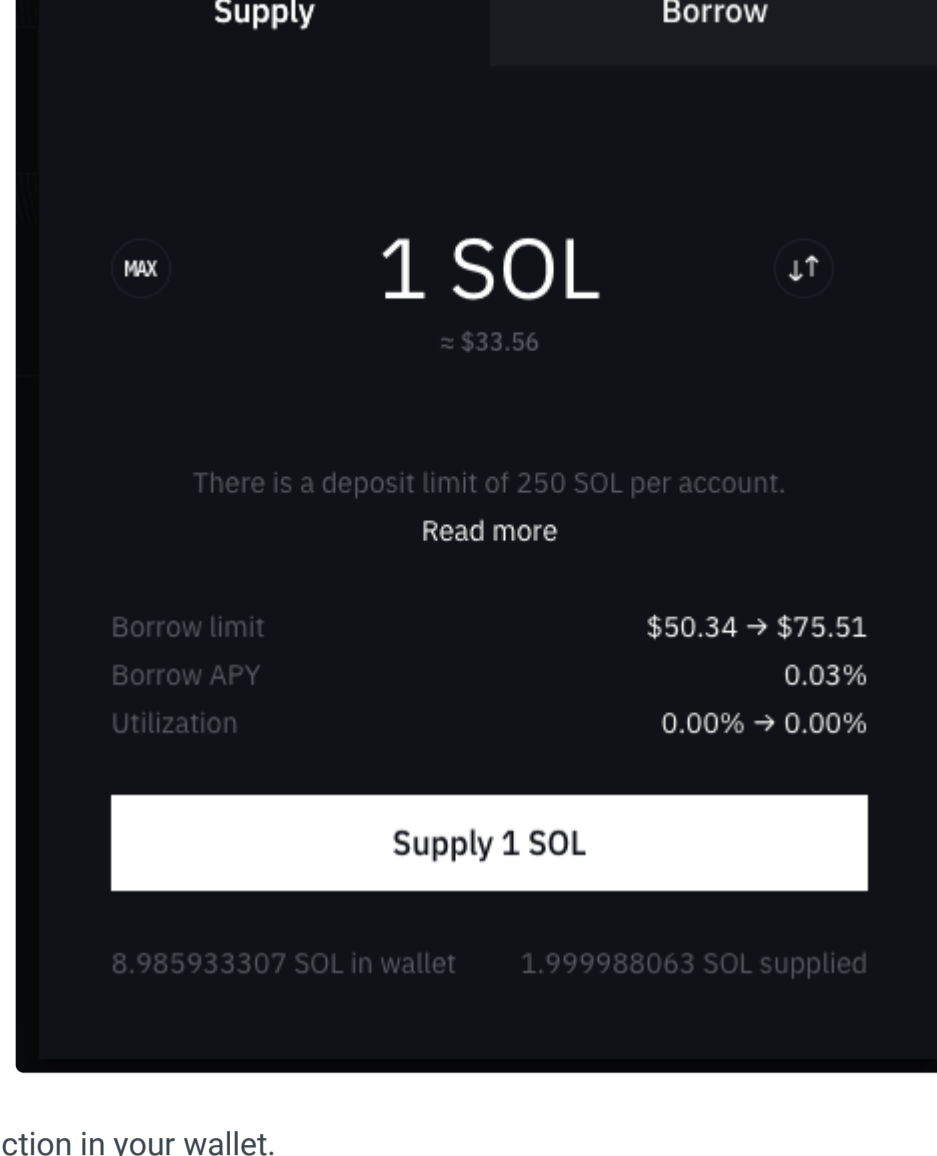 Supply Borrow
MAX 1 SOL ↓↑
≈ $33.56
There is a deposit limit of 250 SOL per account.
Read more
Borrow limit $50.34 → $75.51
Borrow APY 0.03%
Utilization 0.00% → 0.00%
Supply 1 SOL
8.985933307 SOL in wallet 1.999988063 SOL supplied
ction in your wallet.